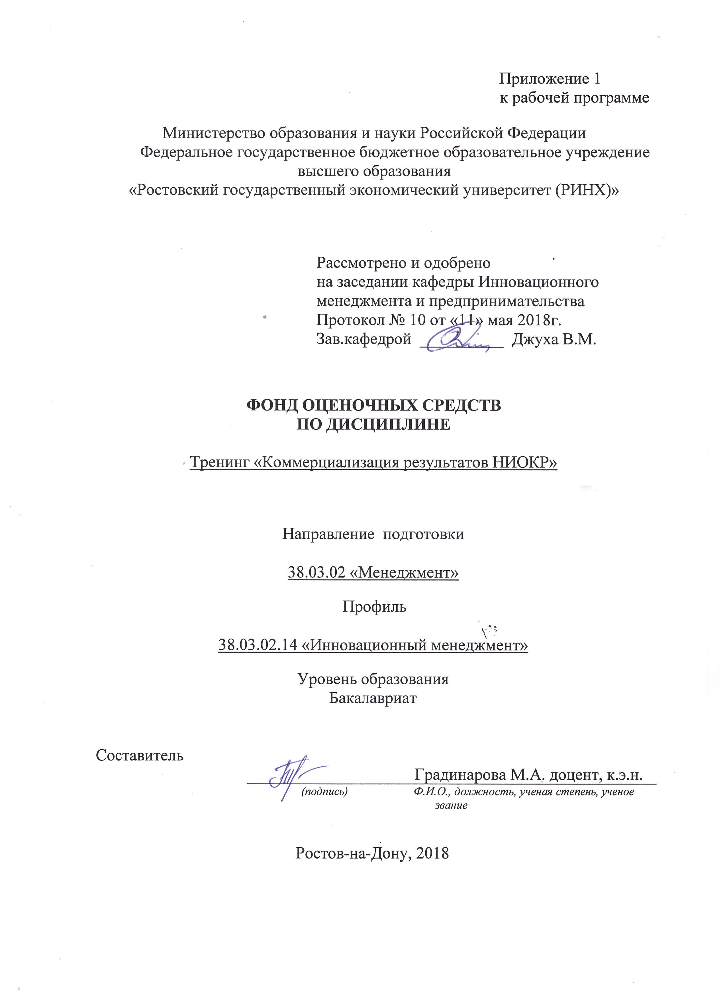 Приложение 1
к рабочей программе
Министерство образования и науки Российской Федерации
Федеральное государственное бюджетное образовательное учреждение
высшего образования
«Ростовский государственный экономический университет (РИНХ)»
Рассмотрено и одобрено
на заседании кафедры Инновационного
менеджмента и предпринимательства
Протокол № 10 от «11» мая 2018г.
Зав.кафедрой __________ Джуха В.М.
ФОНД ОЦЕНОЧНЫХ СРЕДСТВ
ПО ДИСЦИПЛИНЕ
Тренинг «Коммерциализация результатов НИОКР»
Направление подготовки
38.03.02 «Менеджмент»
Профиль
38.03.02.14 «Инновационный менеджмент»
Уровень образования
Бакалавриат
Составитель
Градинарова М.А. доцент, к.э.н.
(подпись) Ф.И.О., должность, ученая степень, ученое
звание
Ростов-на-Дону, 2018